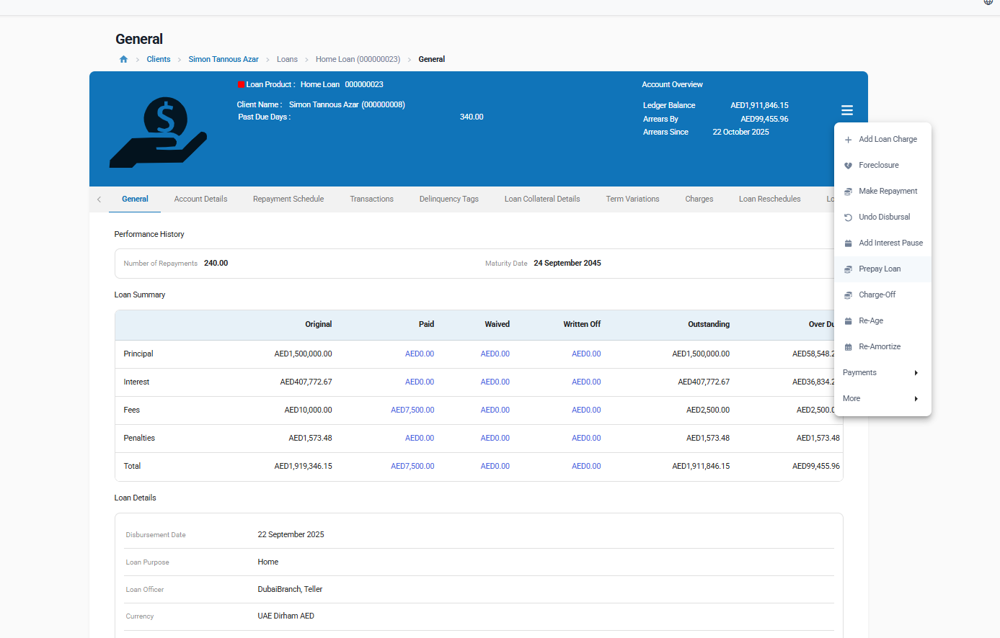 General
Clients > Simon Tannous Azar > Loans > Home Loan (000000023) > General
Loan Product : Home Loan 000000023
Client Name : Simon Tannous Azar (000000008)
Past Due Days : 340.00
Account Overview
Ledger Balance AED1,911,846.15
Arrears By AED99,455.96
Arrears Since 22 October 2025
Add Loan Charge
Foreclosure
Make Repayment
Undo Disbursal
Add Interest Pause
Prepay Loan
Charge-Off
Re-Age
Re-Amortize
Payments
More
General Account Details Repayment Schedule Transactions Delinquency Tags Loan Collateral Details Term Variations Charges Loan Reschedules Lo
Performance History
Number of Repayments 240.00 Maturity Date 24 September 2045
Loan Summary
Original Paid Waived Written Off Outstanding Over Du
Principal AED1,500,000.00 AED0.00 AED0.00 AED0.00 AED1,500,000.00 AED58,548.2
Interest AED407,772.67 AED0.00 AED0.00 AED0.00 AED407,772.67 AED36,834.2
Fees AED10,000.00 AED7,500.00 AED0.00 AED0.00 AED2,500.00 AED2,500.0
Penalties AED1,573.48 AED0.00 AED0.00 AED0.00 AED1,573.48 AED1,573.48
Total AED1,919,346.15 AED7,500.00 AED0.00 AED0.00 AED1,911,846.15 AED99,455.96
Loan Details
Disbursement Date 22 September 2025
Loan Purpose Home
Loan Officer DubaiBranch, Teller
Currency UAE Dirham AED